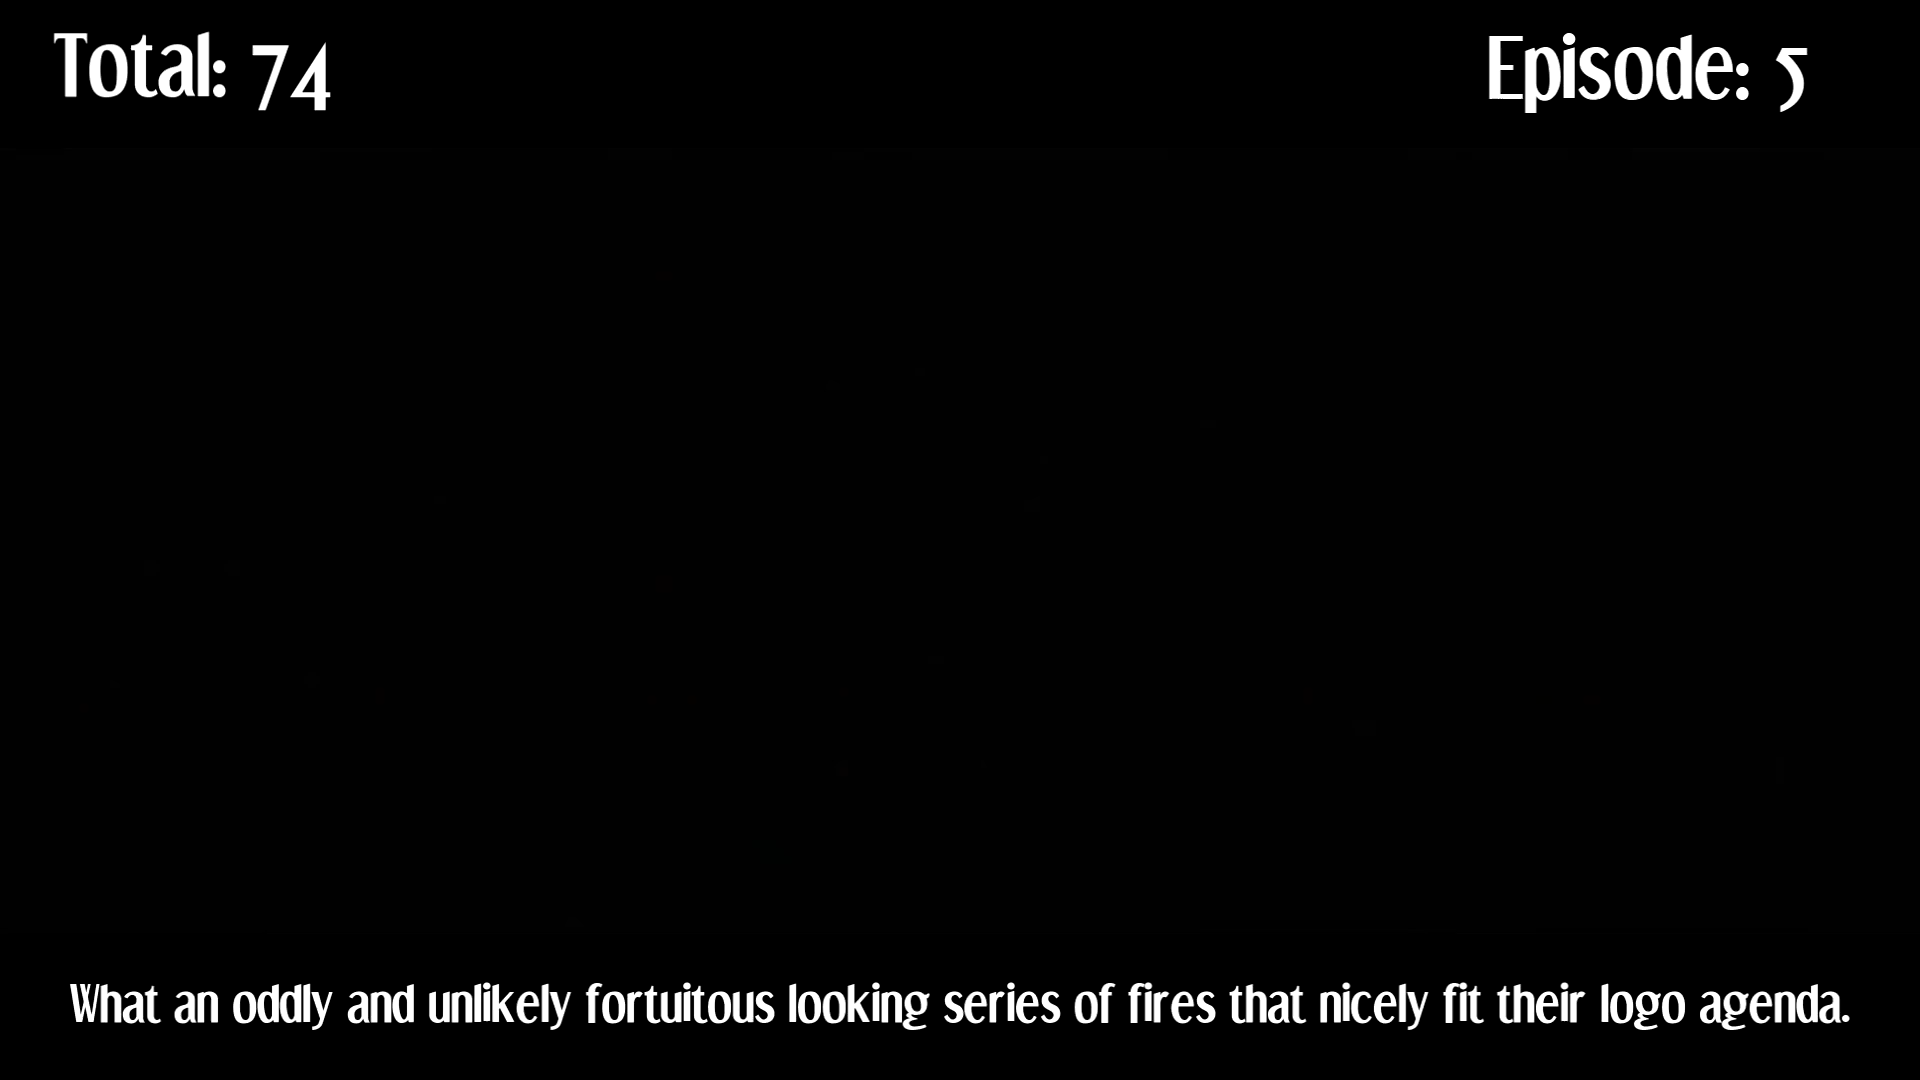 Total: 74
Episode: 5
What an oddly and unlikely fortuitous looking series of fires that nicely fit their logo agenda.